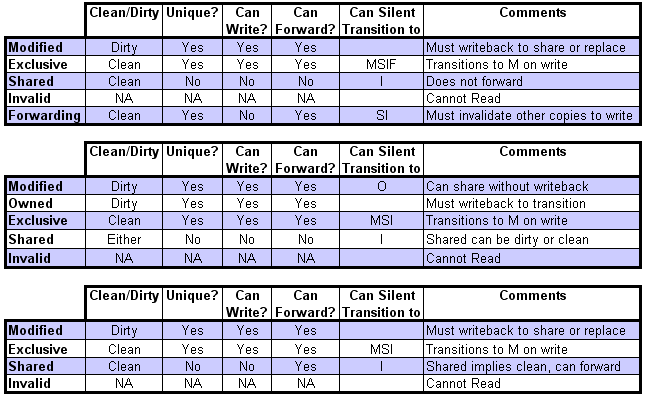 Clean/Dirty Unique? Can Write? Can Forward? Can Silent Transition to Comments
Modified Dirty Yes Yes Yes Must writeback to share or replace
Exclusive Clean Yes Yes Yes MSIF Transitions to M on write
Shared Clean No No No I Does not forward
Invalid NA NA NA NA Cannot Read
Forwarding Clean Yes No Yes SI Must invalidate other copies to write
Clean/Dirty Unique? Can Write? Can Forward? Can Silent Transition to Comments
Modified Dirty Yes Yes Yes O Can share without writeback
Owned Dirty Yes Yes Yes Must writeback to transition
Exclusive Clean Yes Yes Yes MSI Transitions to M on write
Shared Either No No No I Shared can be dirty or clean
Invalid NA NA NA NA Cannot Read
Clean/Dirty Unique? Can Write? Can Forward? Can Silent Transition to Comments
Modified Dirty Yes Yes Yes Must writeback to share or replace
Exclusive Clean Yes Yes Yes MSI Transitions to M on write
Shared Clean No No Yes I Shared implies clean, can forward
Invalid NA NA NA NA Cannot Read